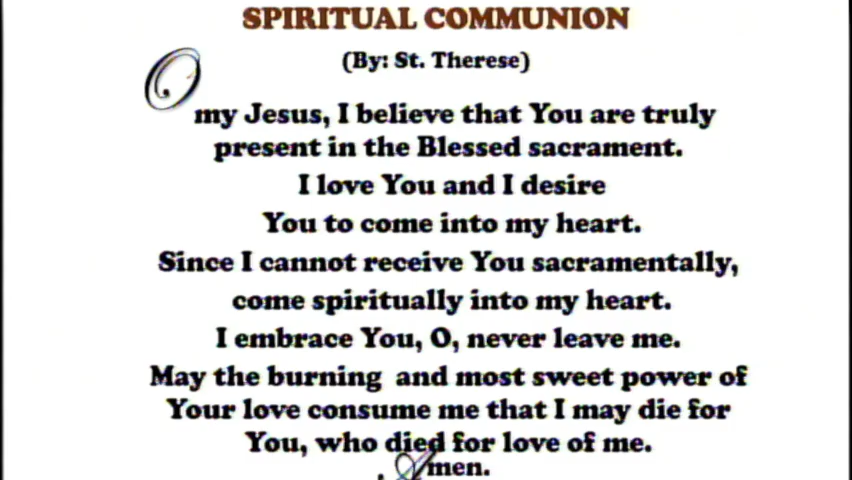 SPIRITUAL COMMUNION
(By: St. Therese)
O my Jesus, I believe that You are truly
present in the Blessed sacrament.
I love You and I desire
You to come into my heart.
Since I cannot receive You sacramentally,
come spiritually into my heart.
I embrace You, O, never leave me.
May the burning and most sweet power of
Your love consume me that I may die for
You, who died for love of me.
. Amen.